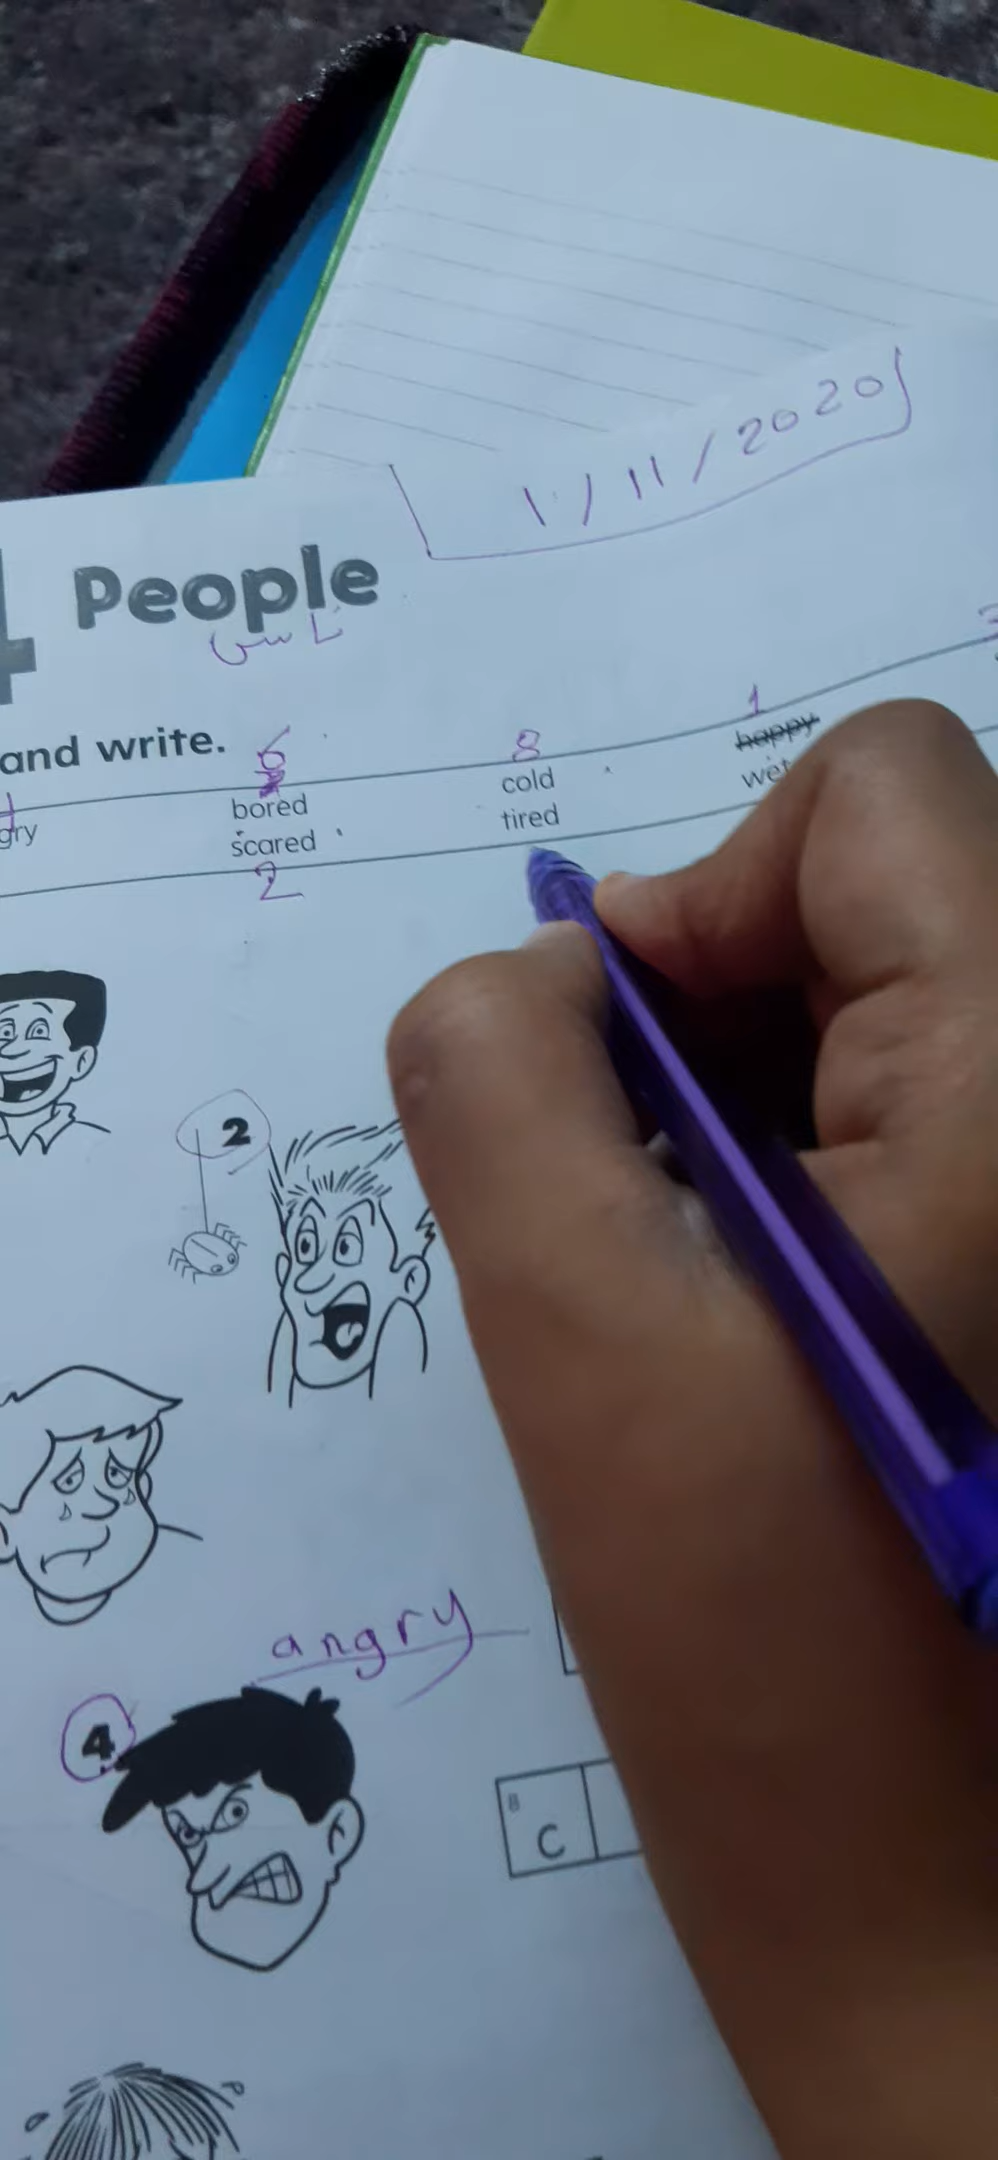 1/11/2020
4 People
ناس
and write.
6 8 1
bored cold happy
gry scared tired wet
2
2
angry
4
8
C